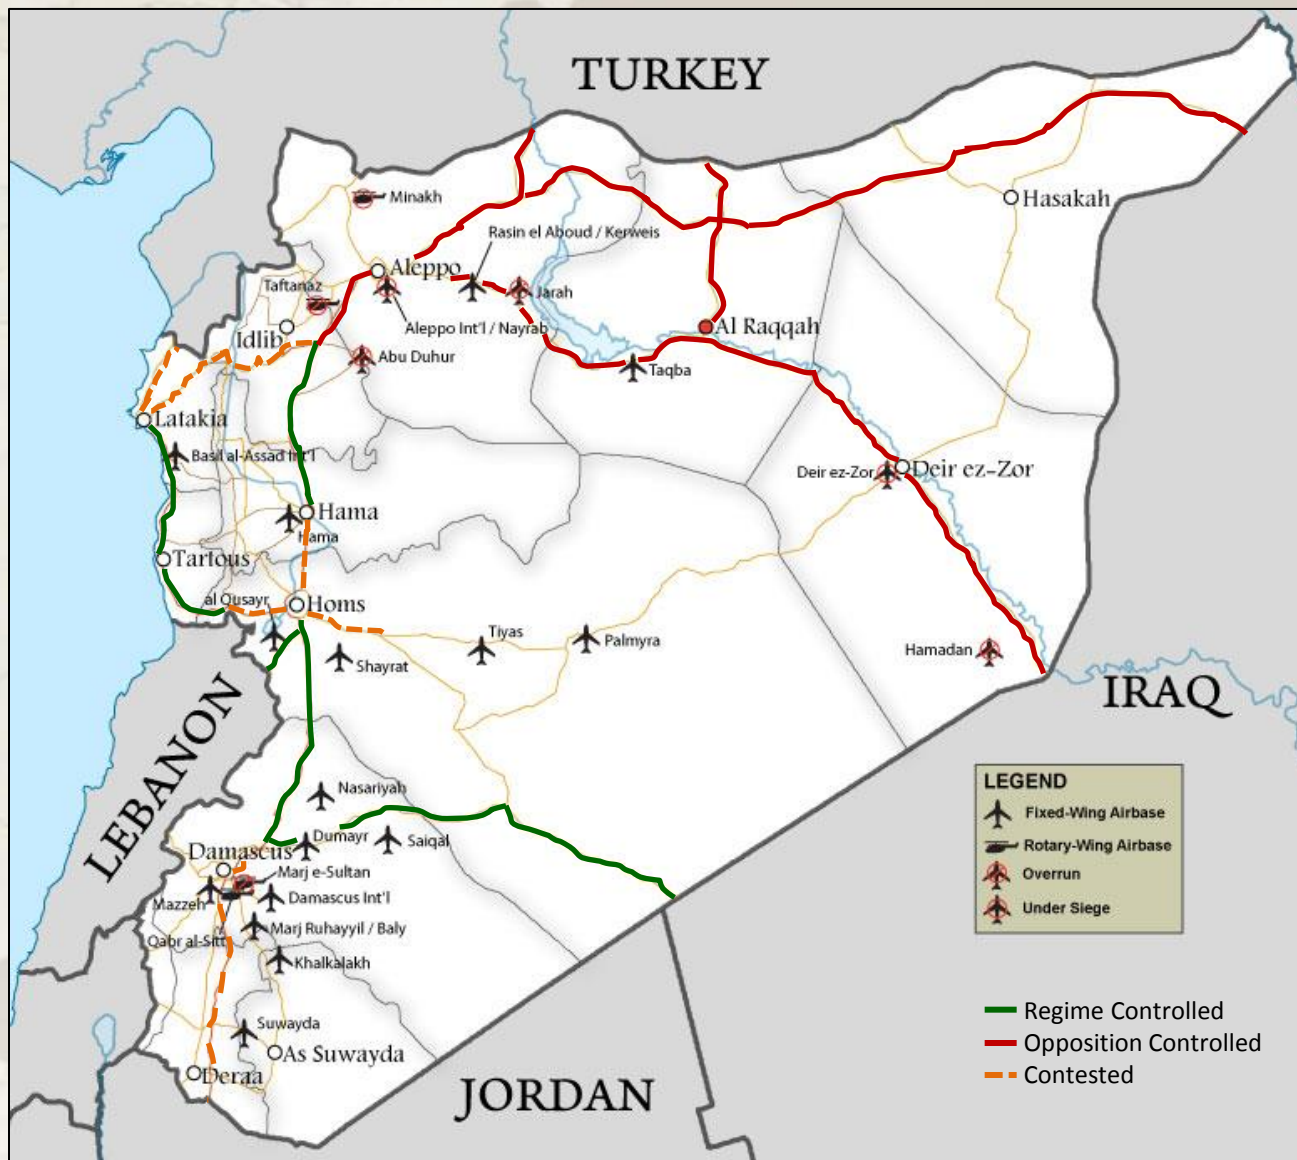 TURKEY
Minakh
Hasakah
Rasin el Aboud / Kerweis
Aleppo
Taftanaz
Jarah
Aleppo Int'l / Nayrab
Al Raqqah
Idlib
Abu Duhur
Taqba
Latakia
Basil al-Assad Int'l
Deir ez-Zor
Deir ez-Zor
Hama
Hama
Tartous
al Qusayr
Homs
Tiyas
Palmyra
Shayrat
Hamadan
IRAQ
LEBANON
LEGEND
Fixed-Wing Airbase
Rotary-Wing Airbase
Overrun
Under Siege
Nasariyah
Dumayr
Saiqal
Damascus
Marj e-Sultan
Mazzeh
Damascus Int'l
Qabr al-Sitt
Marj Ruhayyil / Baly
Khalkalakh
Suwayda
As Suwayda
Deraa
JORDAN
Regime Controlled
Opposition Controlled
Contested